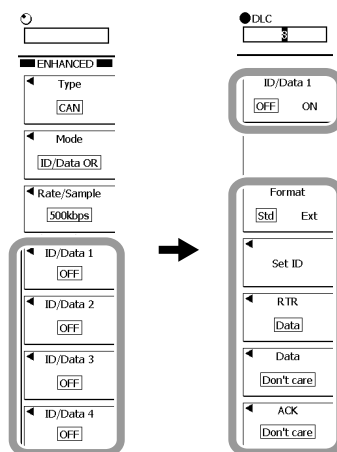 ENHANCED
Type
CAN
Mode
ID/Data OR
Rate/Sample
500kbps
ID/Data 1
OFF
ID/Data 2
OFF
ID/Data 3
OFF
ID/Data 4
OFF
DLC
8
ID/Data 1
OFF ON
Format
Std Ext
Set ID
RTR
Data
Data
Don't care
ACK
Don't care